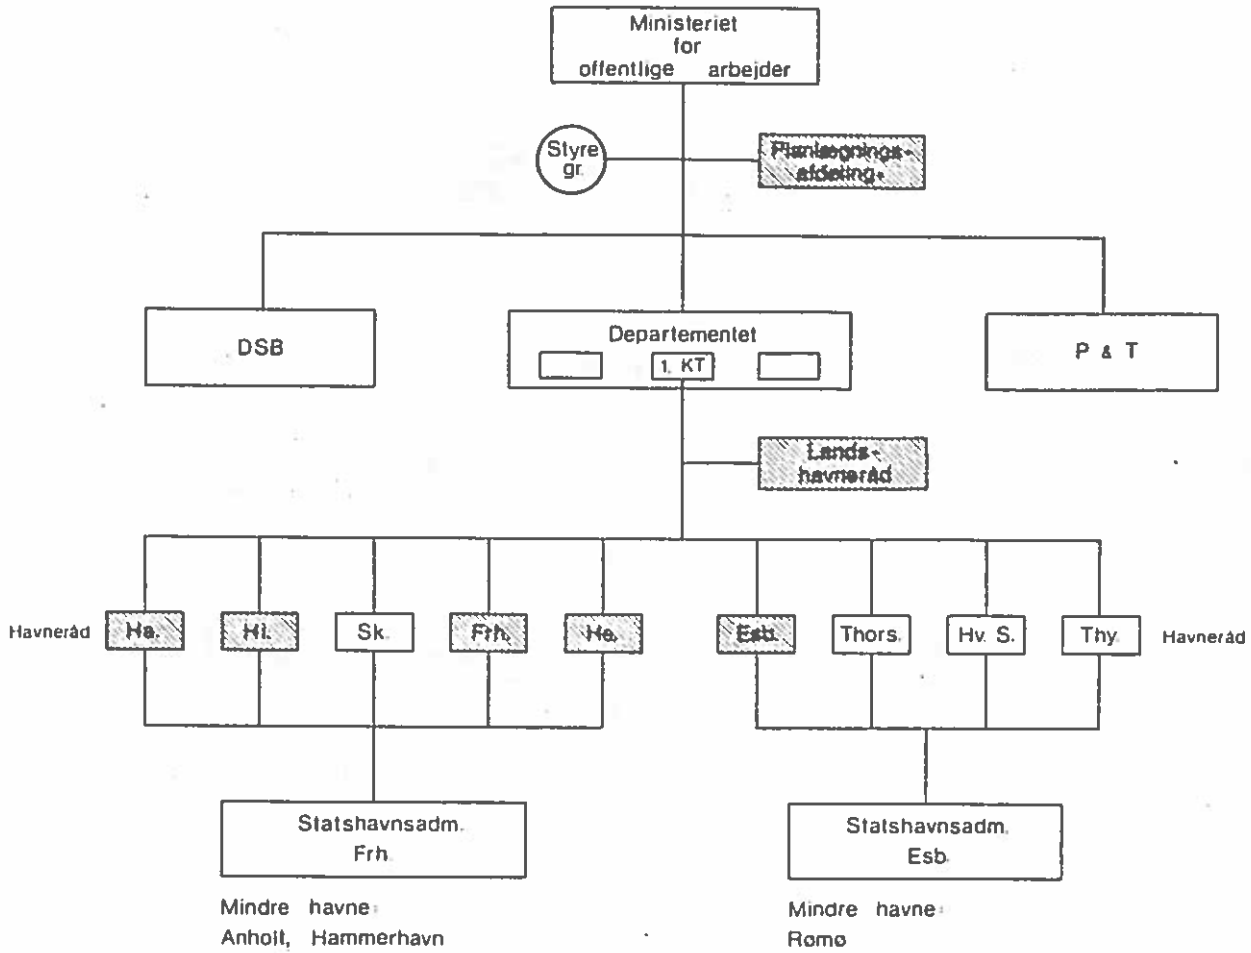 Ministeriet
for
offentlige arbejder
Styre
gr.
Planlægnings-
afdeling
DSB
Departementet
1. KT
P & T
Lands-
havneråd
Havneråd
Ha.
Hi.
Sk.
Frh.
He.
Esb.
Thors.
Hv. S.
Thy.
Havneråd
Statshavnsadm.
Frh.
Statshavnsadm.
Esb.
Mindre havne:
Anholt, Hammerhavn
Mindre havne:
Rømø